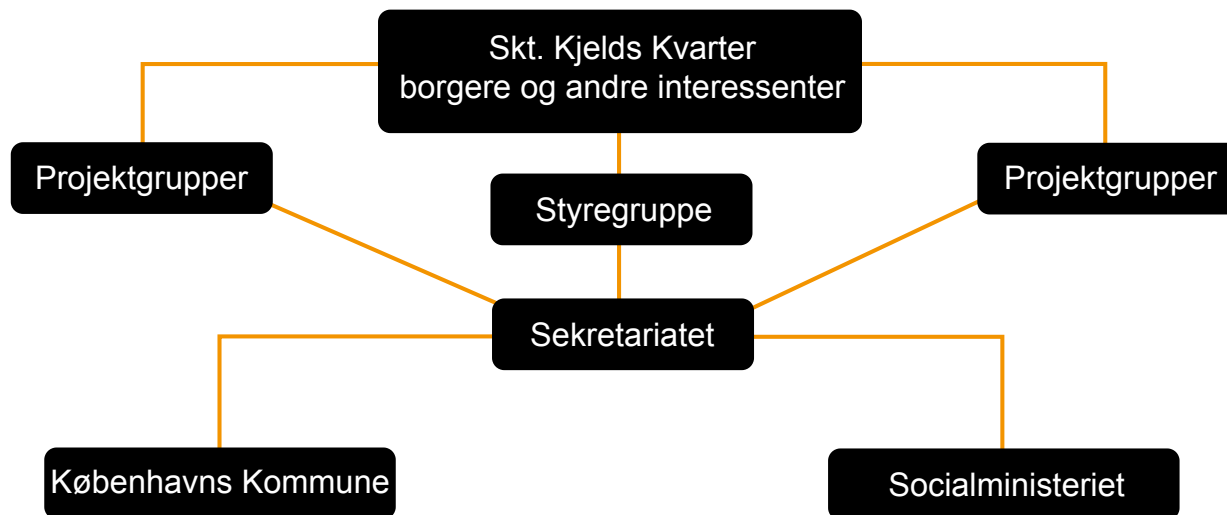 Skt. Kjelds Kvarter
borgere og andre interessenter
Projektgrupper
Styregruppe
Projektgrupper
Sekretariatet
Københavns Kommune
Socialministeriet